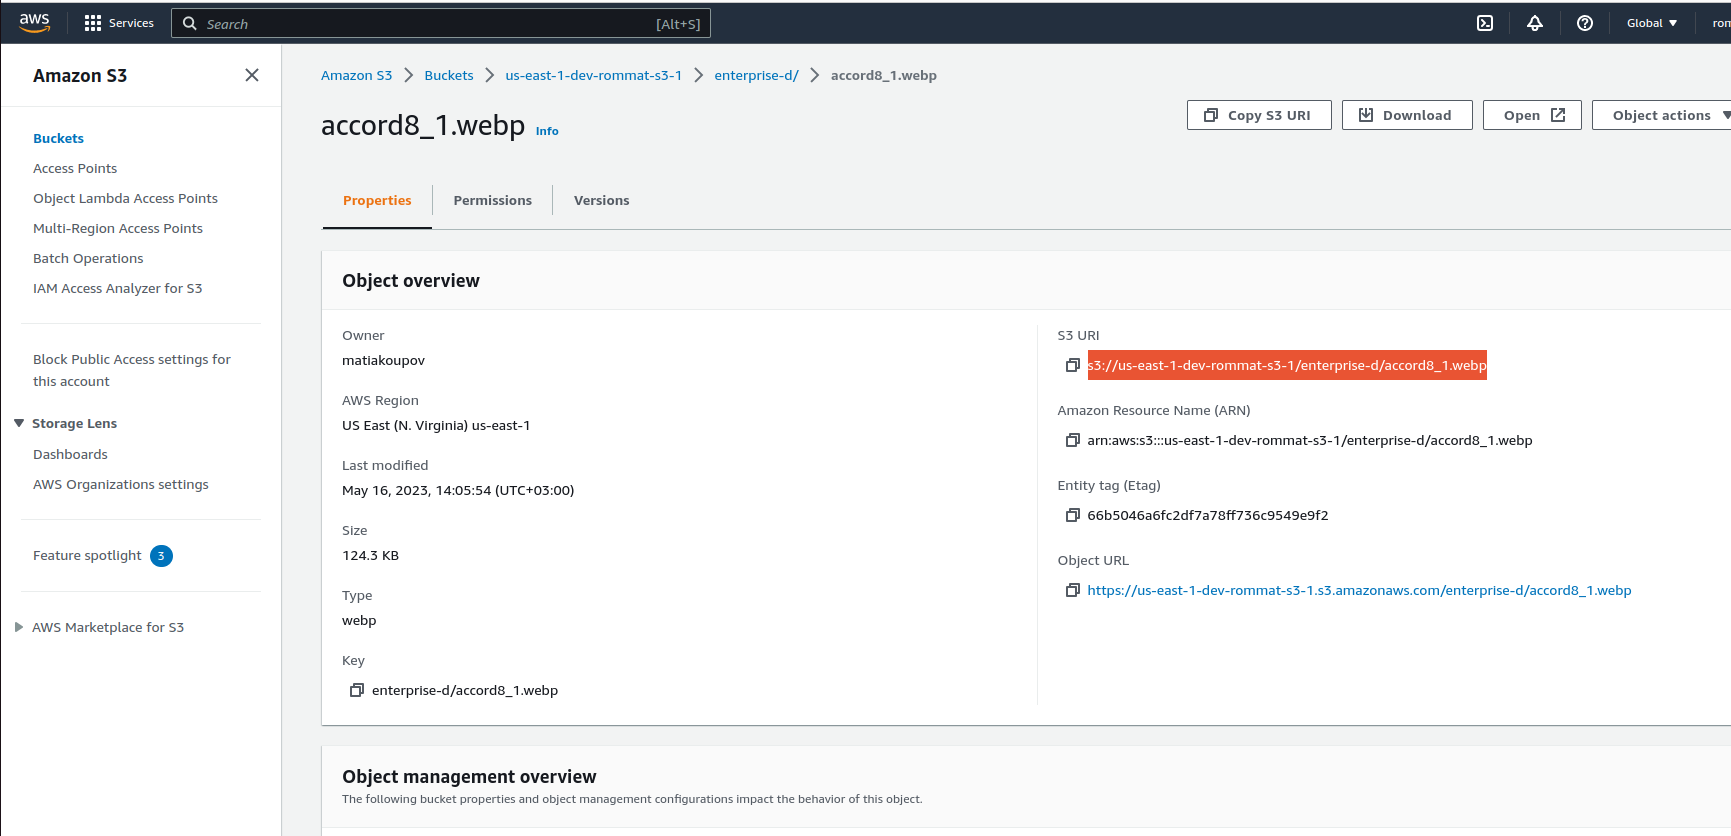 aws Services Search [Alt+S] Global
Amazon S3
Amazon S3 Buckets us-east-1-dev-rommat-s3-1 enterprise-d/ accord8_1.webp
accord8_1.webp Info
Copy S3 URI Download Open Object actions
Buckets
Access Points
Object Lambda Access Points
Multi-Region Access Points
Batch Operations
IAM Access Analyzer for S3
Block Public Access settings for
this account
Storage Lens
Dashboards
AWS Organizations settings
Feature spotlight 3
AWS Marketplace for S3
Properties Permissions Versions
Object overview
Owner
matiakoupov
AWS Region
US East (N. Virginia) us-east-1
Last modified
May 16, 2023, 14:05:54 (UTC+03:00)
Size
124.3 KB
Type
webp
Key
enterprise-d/accord8_1.webp
S3 URI
s3://us-east-1-dev-rommat-s3-1/enterprise-d/accord8_1.webp
Amazon Resource Name (ARN)
arn:aws:s3:::us-east-1-dev-rommat-s3-1/enterprise-d/accord8_1.webp
Entity tag (Etag)
66b5046a6fc2df7a78ff736c9549e9f2
Object URL
https://us-east-1-dev-rommat-s3-1.s3.amazonaws.com/enterprise-d/accord8_1.webp
Object management overview
The following bucket properties and object management configurations impact the behavior of this object.